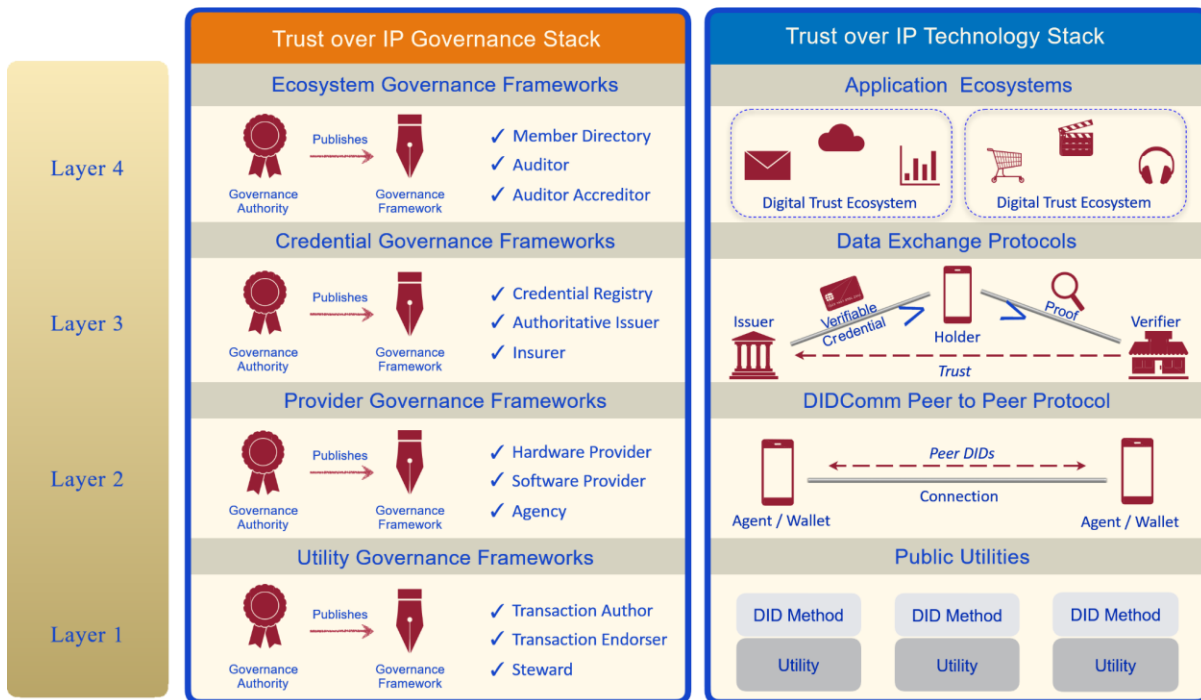 Trust over IP Governance Stack
Trust over IP Technology Stack
Layer 4
Ecosystem Governance Frameworks
Publishes
Governance
Authority
Governance
Framework
✓ Member Directory
✓ Auditor
✓ Auditor Accreditor
Application Ecosystems
Digital Trust Ecosystem
Digital Trust Ecosystem
Layer 3
Credential Governance Frameworks
Publishes
Governance
Authority
Governance
Framework
✓ Credential Registry
✓ Authoritative Issuer
✓ Insurer
Data Exchange Protocols
Issuer
Verifiable
Credential
Holder
Proof
Verifier
Trust
Layer 2
Provider Governance Frameworks
Publishes
Governance
Authority
Governance
Framework
✓ Hardware Provider
✓ Software Provider
✓ Agency
DIDComm Peer to Peer Protocol
Peer DIDs
Connection
Agent / Wallet
Agent / Wallet
Layer 1
Utility Governance Frameworks
Publishes
Governance
Authority
Governance
Framework
✓ Transaction Author
✓ Transaction Endorser
✓ Steward
Public Utilities
DID Method
DID Method
DID Method
Utility
Utility
Utility